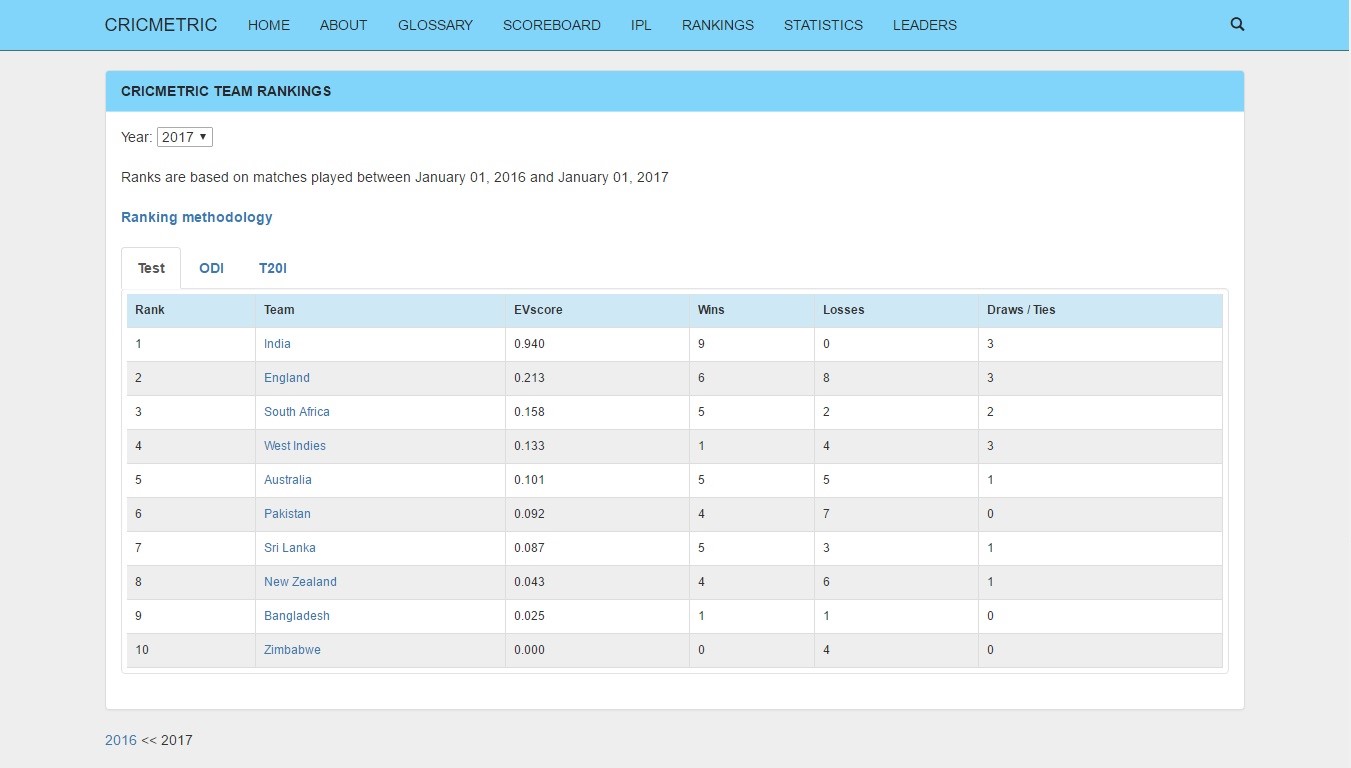 CRICMETRIC HOME ABOUT GLOSSARY SCOREBOARD IPL RANKINGS STATISTICS LEADERS
CRICMETRIC TEAM RANKINGS
Year: 2017
Ranks are based on matches played between January 01, 2016 and January 01, 2017
Ranking methodology
Test ODI T20I
Rank Team EVscore Wins Losses Draws / Ties
1 India 0.940 9 0 3
2 England 0.213 6 8 3
3 South Africa 0.158 5 2 2
4 West Indies 0.133 1 4 3
5 Australia 0.101 5 5 1
6 Pakistan 0.092 4 7 0
7 Sri Lanka 0.087 5 3 1
8 New Zealand 0.043 4 6 1
9 Bangladesh 0.025 1 1 0
10 Zimbabwe 0.000 0 4 0
2016 << 2017